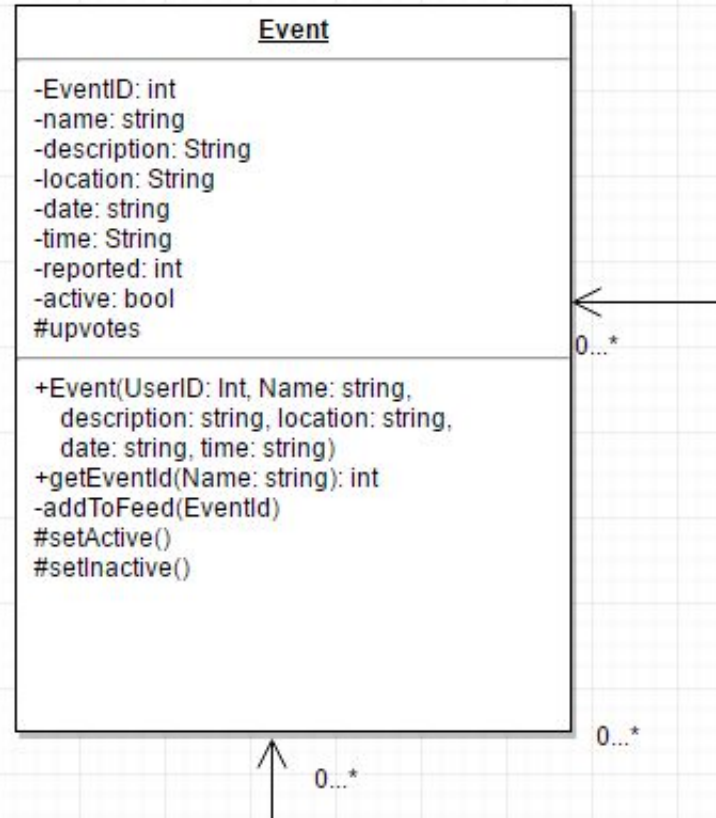 Event
-EventID: int
-name: string
-description: String
-location: String
-date: string
-time: String
-reported: int
-active: bool
#upvotes
0...*
+Event(UserID: Int, Name: string,
description: string, location: string,
date: string, time: string)
+getEventId(Name: string): int
-addToFeed(EventId)
#setActive()
#setInactive()
0...*
0...*